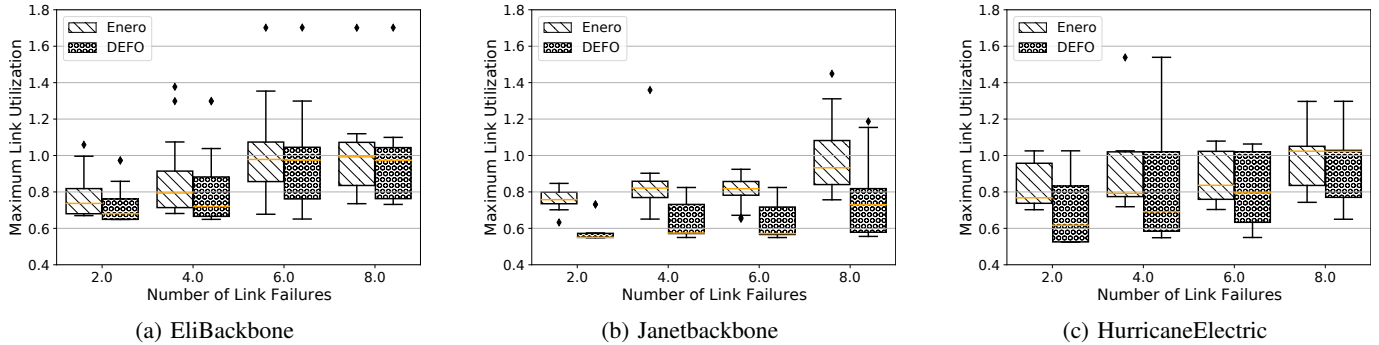 1.8
1.6
1.4
1.2
1.0
0.8
0.6
0.4
Maximum Link Utilization
Enero
DEFO
2.0 4.0 6.0 8.0
Number of Link Failures
(a) EliBackbone
1.8
1.6
1.4
1.2
1.0
0.8
0.6
0.4
Maximum Link Utilization
Enero
DEFO
2.0 4.0 6.0 8.0
Number of Link Failures
(b) Janetbackbone
1.8
1.6
1.4
1.2
1.0
0.8
0.6
0.4
Maximum Link Utilization
Enero
DEFO
2.0 4.0 6.0 8.0
Number of Link Failures
(c) HurricaneElectric